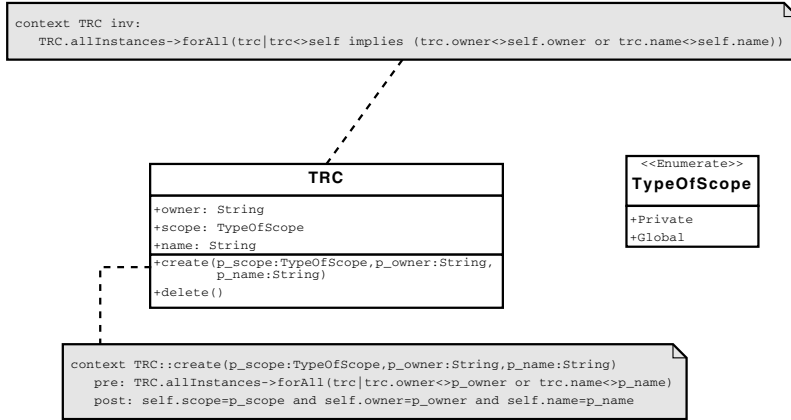 context TRC inv:
TRC.allInstances->forAll(trc|trc<>self implies (trc.owner<>self.owner or trc.name<>self.name))
TRC
+owner: String
+scope: TypeOfScope
+name: String
+create(p_scope:TypeOfScope,p_owner:String,
p_name:String)
+delete()
<<Enumerate>>
TypeOfScope
+Private
+Global
context TRC::create(p_scope:TypeOfScope,p_owner:String,p_name:String)
pre: TRC.allInstances->forAll(trc|trc.owner<>p_owner or trc.name<>p_name)
post: self.scope=p_scope and self.owner=p_owner and self.name=p_name